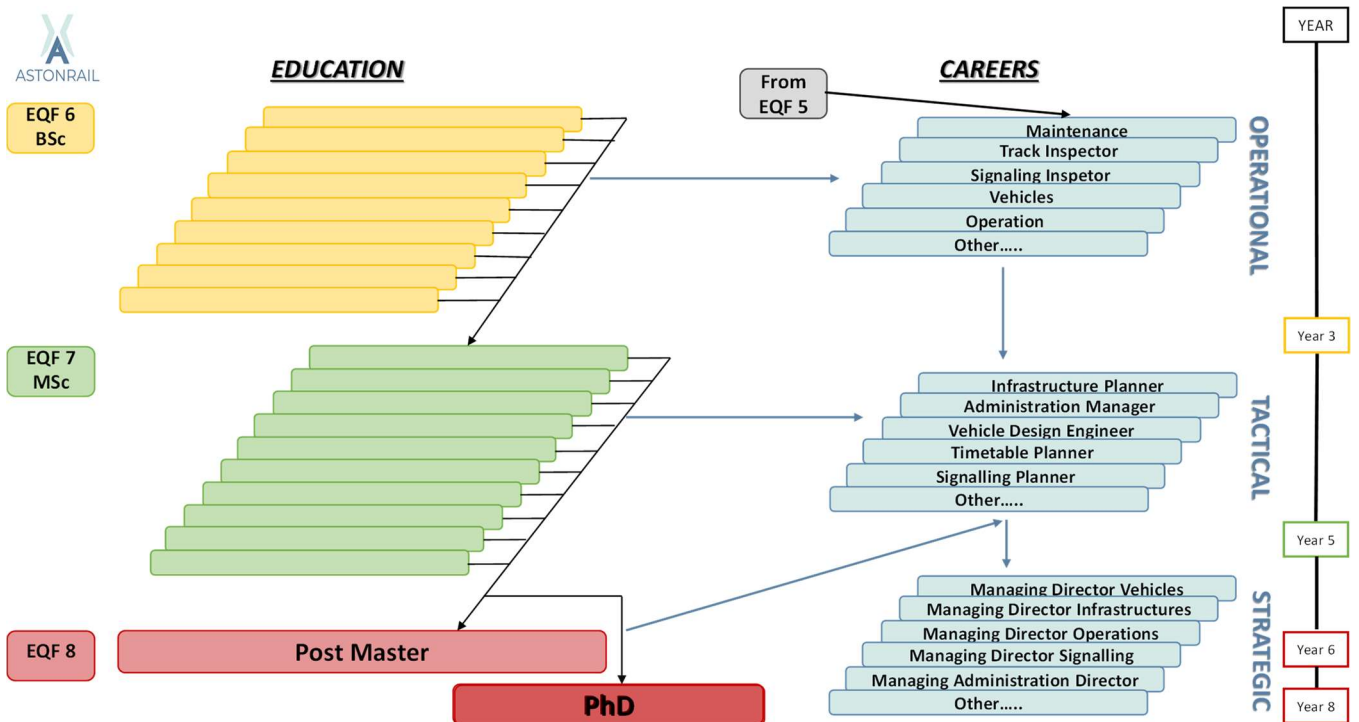 ASTONRAIL
EDUCATION
CAREERS
YEAR
From
EQF 5
EQF 6
BSc
Maintenance
Track Inspector
Signaling Inspetor
Vehicles
Operation
Other.....
OPERATIONAL
Year 3
EQF 7
MSc
Infrastructure Planner
Administration Manager
Vehicle Design Engineer
Timetable Planner
Signalling Planner
Other.....
TACTICAL
Year 5
EQF 8
Post Master
PhD
Managing Director Vehicles
Managing Director Infrastructures
Managing Director Operations
Managing Director Signalling
Managing Administration Director
Other.....
STRATEGIC
Year 6
Year 8